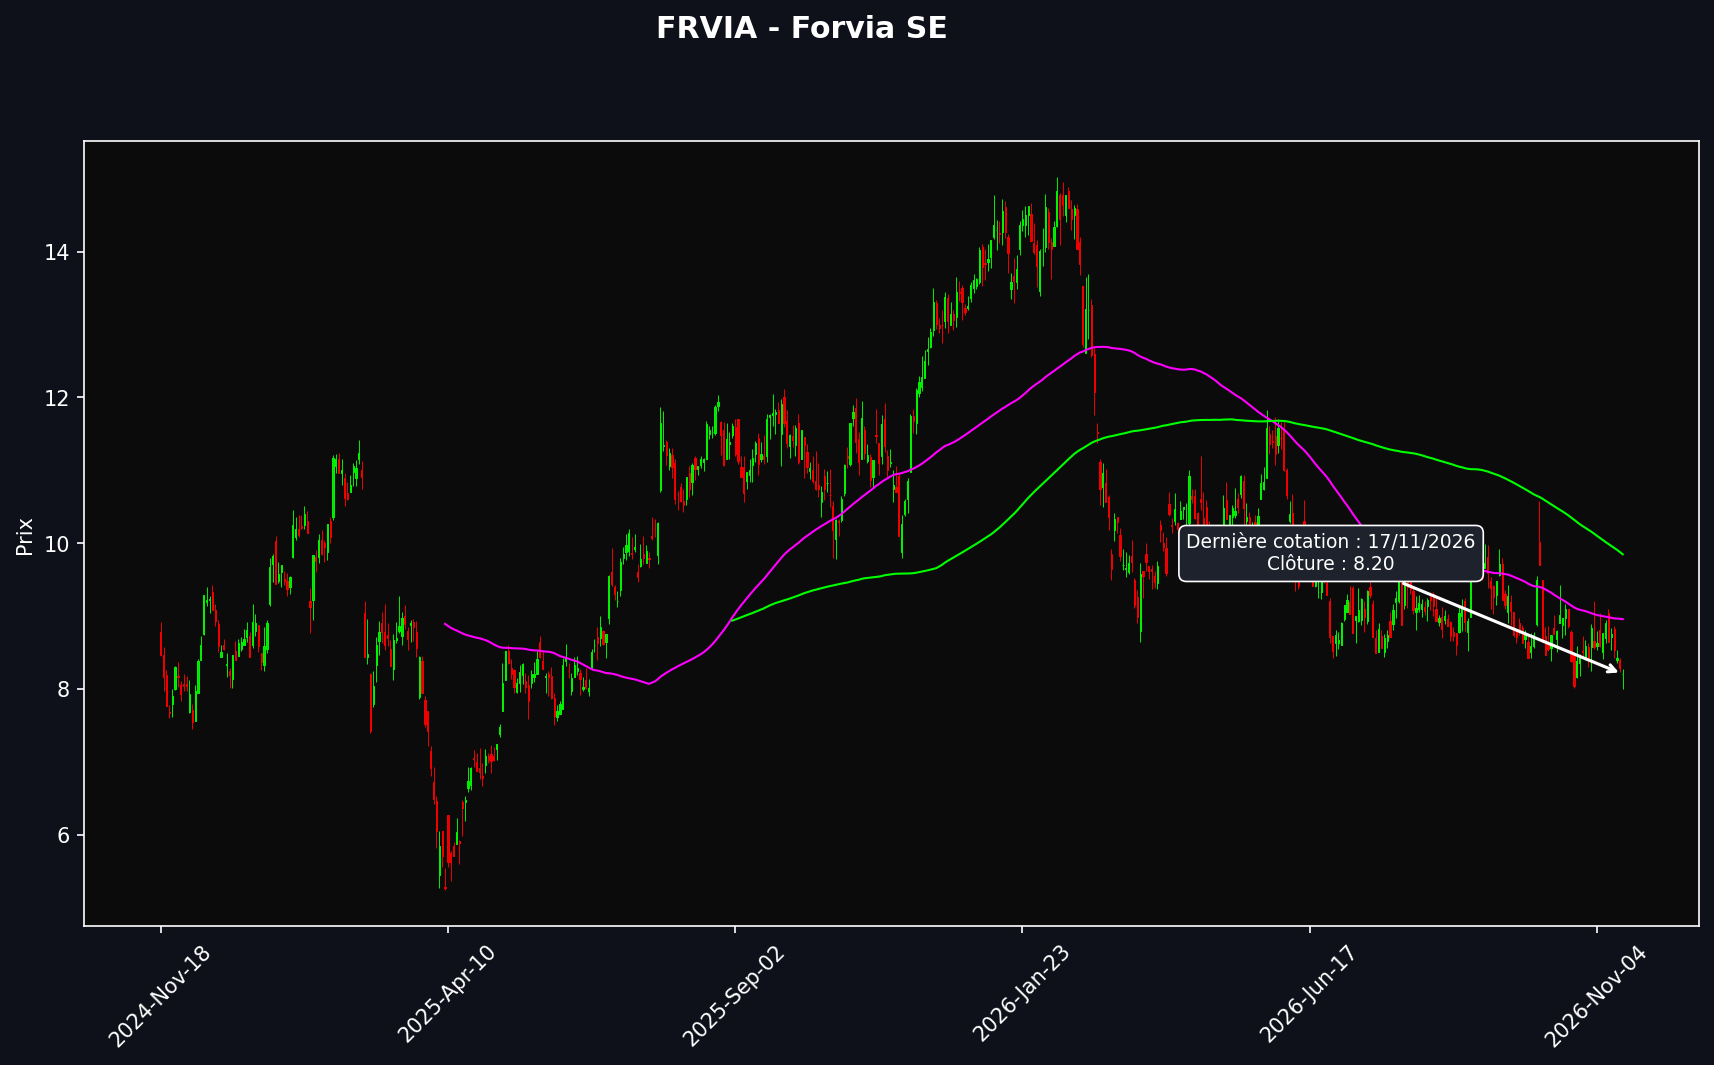 FRVIA - Forvia SE
Prix
14
12
10
8
6
Dernière cotation : 17/11/2026
Clôture : 8.20
2024-Nov-18
2025-Apr-10
2025-Sep-02
2026-Jan-23
2026-Jun-17
2026-Nov-04